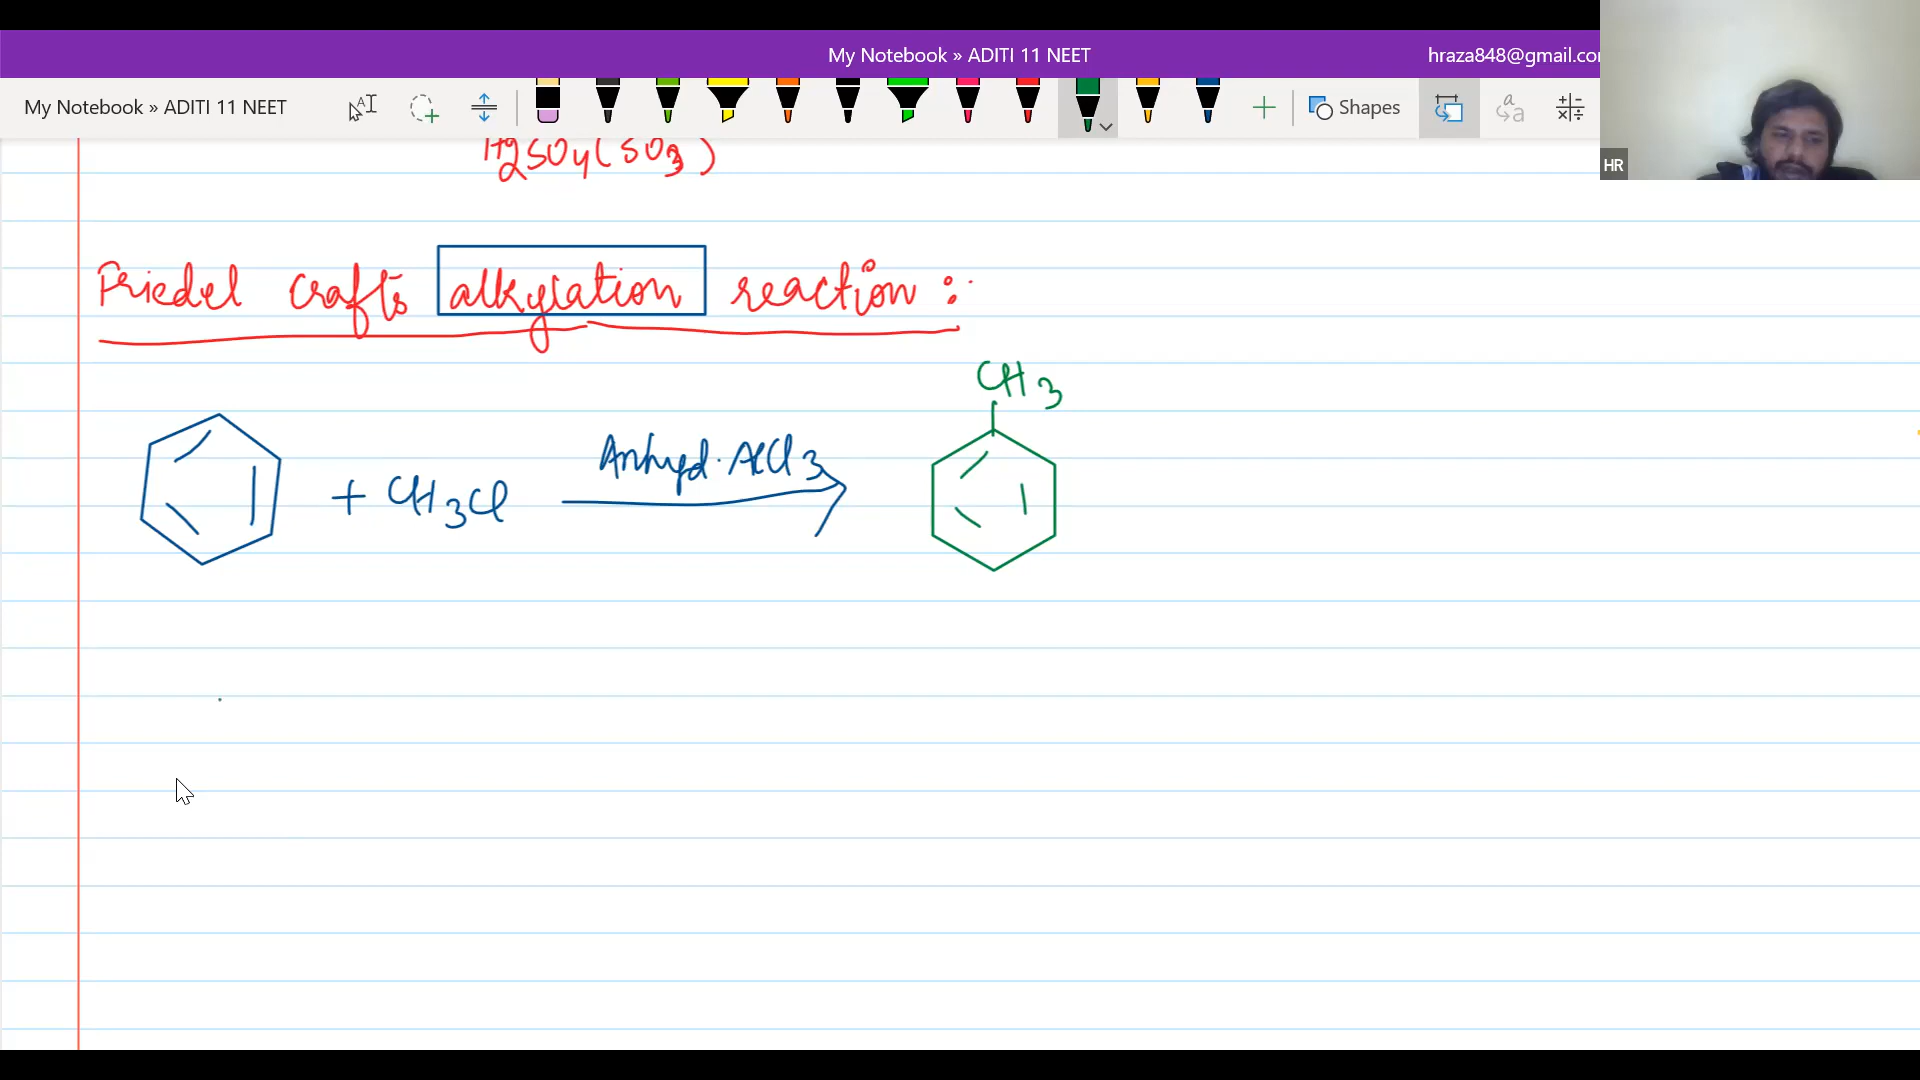 My Notebook » ADITI 11 NEET
hraza848@gmail.co
My Notebook » ADITI 11 NEET
Shapes
HR
H2SO4(SO3)
Friedel crafts alkylation reaction :-
CH3
+ CH3Cl
Anhyd. AlCl3